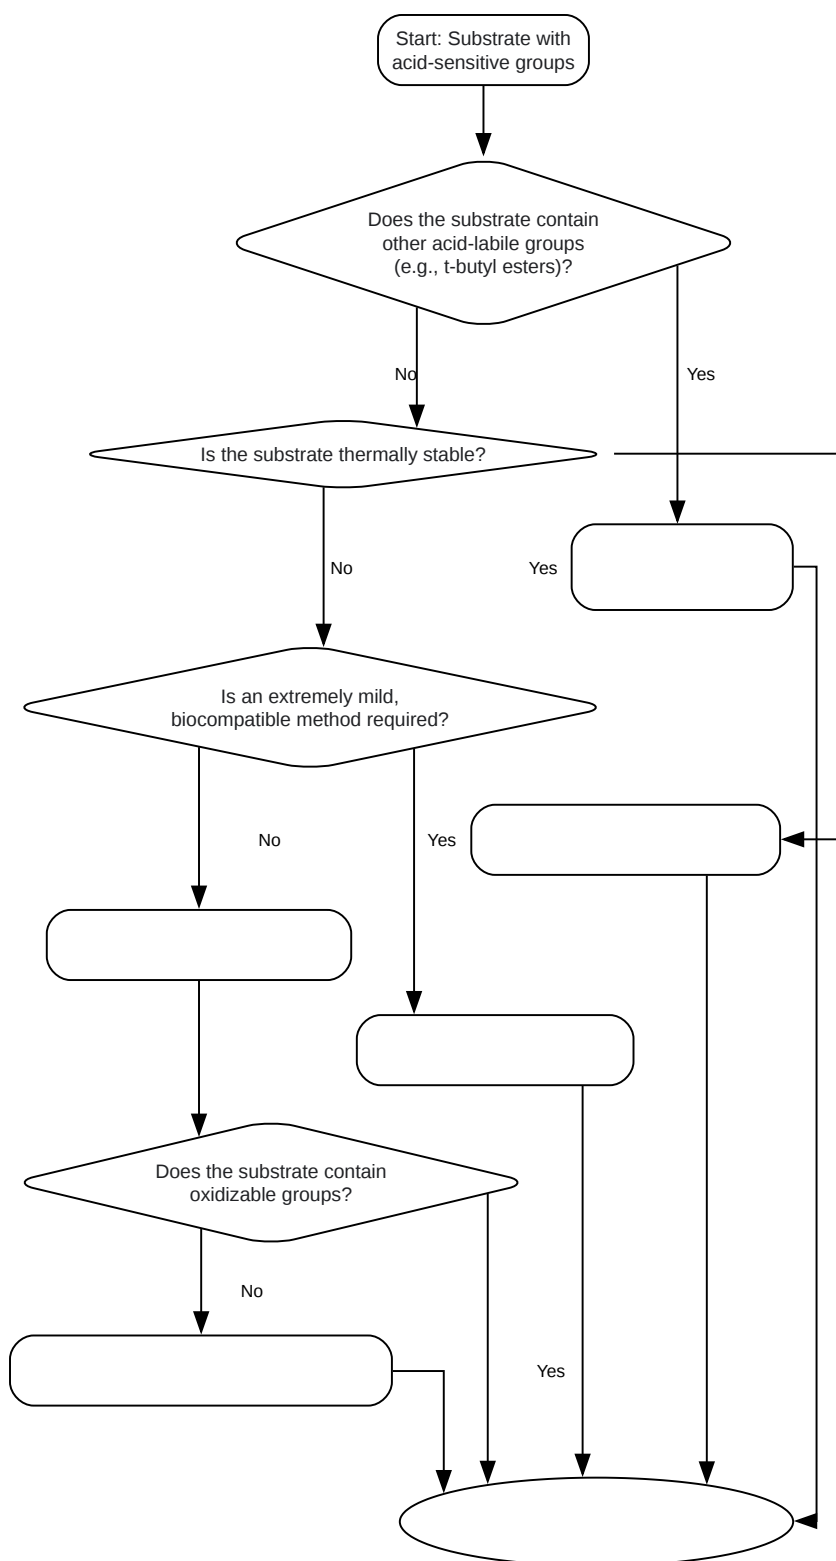 Start: Substrate with
acid-sensitive groups
Does the substrate contain
other acid-labile groups
(e.g., t-butyl esters)?
No
Yes
Is the substrate thermally stable?
No
Yes
Is an extremely mild,
biocompatible method required?
No
Yes
Does the substrate contain
oxidizable groups?
No
Yes